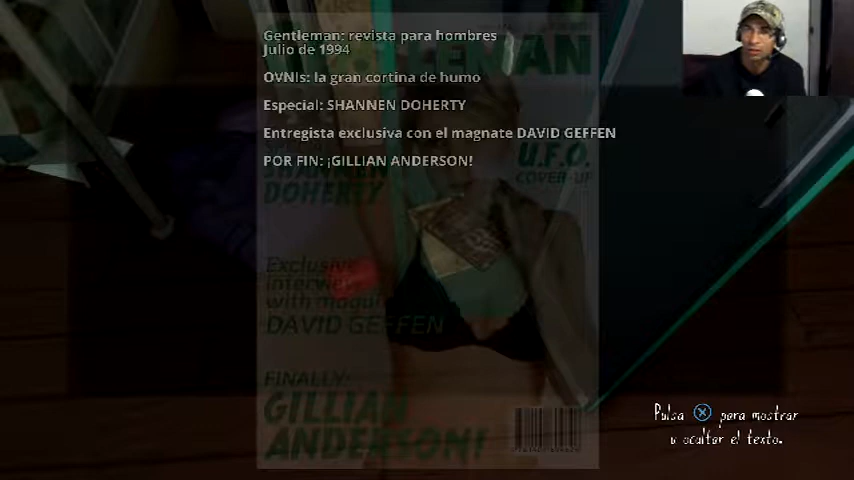 Gentleman: revista para hombres
Julio de 1994
OVNIs: la gran cortina de humo
Especial: SHANNEN DOHERTY
Entregista exclusiva con el magnate DAVID GEFFEN
POR FIN: ¡GILLIAN ANDERSON!
EMAN
U.F.O.
COVER-UP
SHANNEN
DOHERTY
Exclusive
interview
with mogul
DAVID GEFFEN
FINALLY:
GILLIAN
ANDERSON!
Pulsa ⓧ para mostrar
u ocultar el texto.